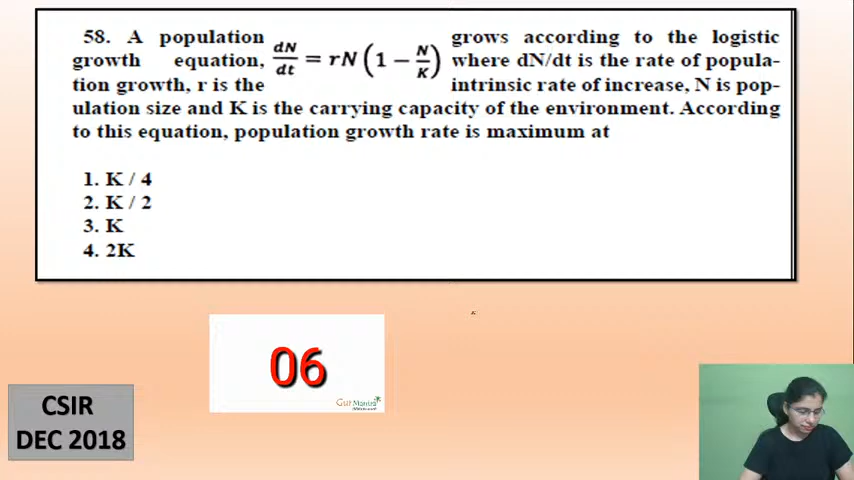 58. A population grows according to the logistic
growth equation, dN/dt = rN (1 − N/K) where dN/dt is the rate of popula-
tion growth, r is the intrinsic rate of increase, N is pop-
ulation size and K is the carrying capacity of the environment. According
to this equation, population growth rate is maximum at
1. K / 4
2. K / 2
3. K
4. 2K
06
Gur Mantra
CSIR
DEC 2018